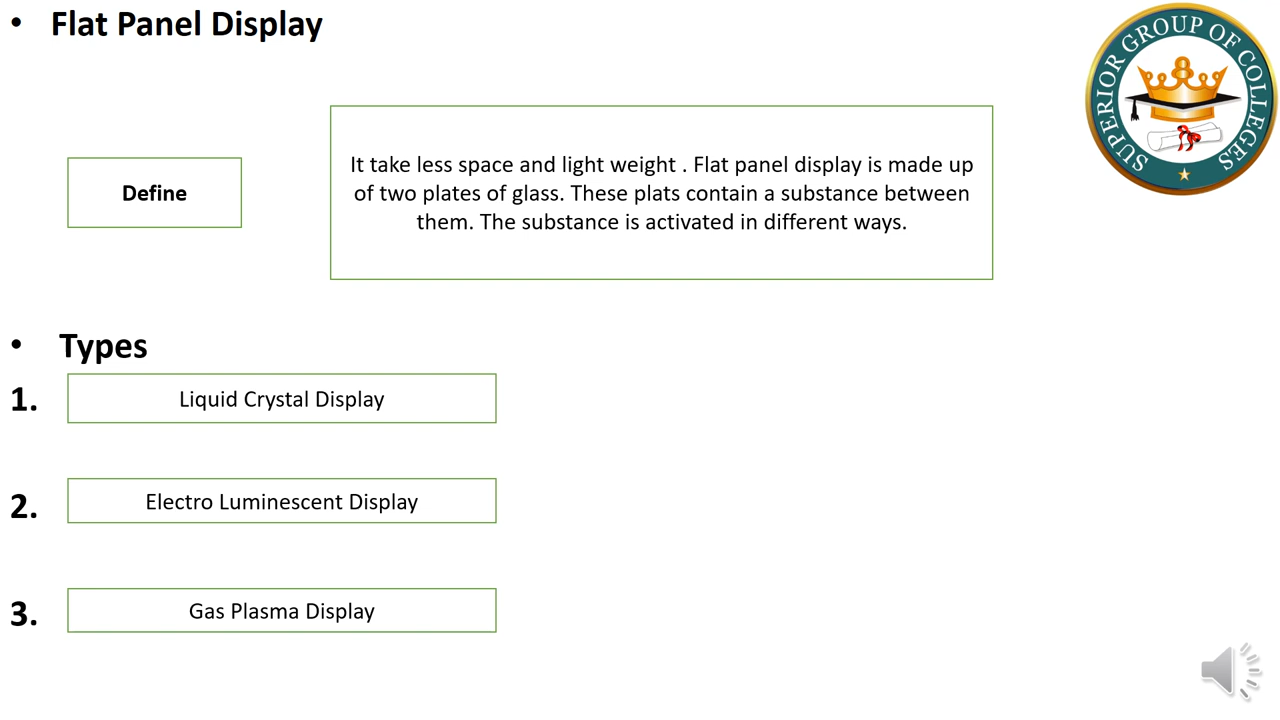 • Flat Panel Display
SUPERIOR GROUP OF COLLEGES
Define
It take less space and light weight . Flat panel display is made up
of two plates of glass. These plats contain a substance between
them. The substance is activated in different ways.
• Types
1. Liquid Crystal Display
2. Electro Luminescent Display
3. Gas Plasma Display